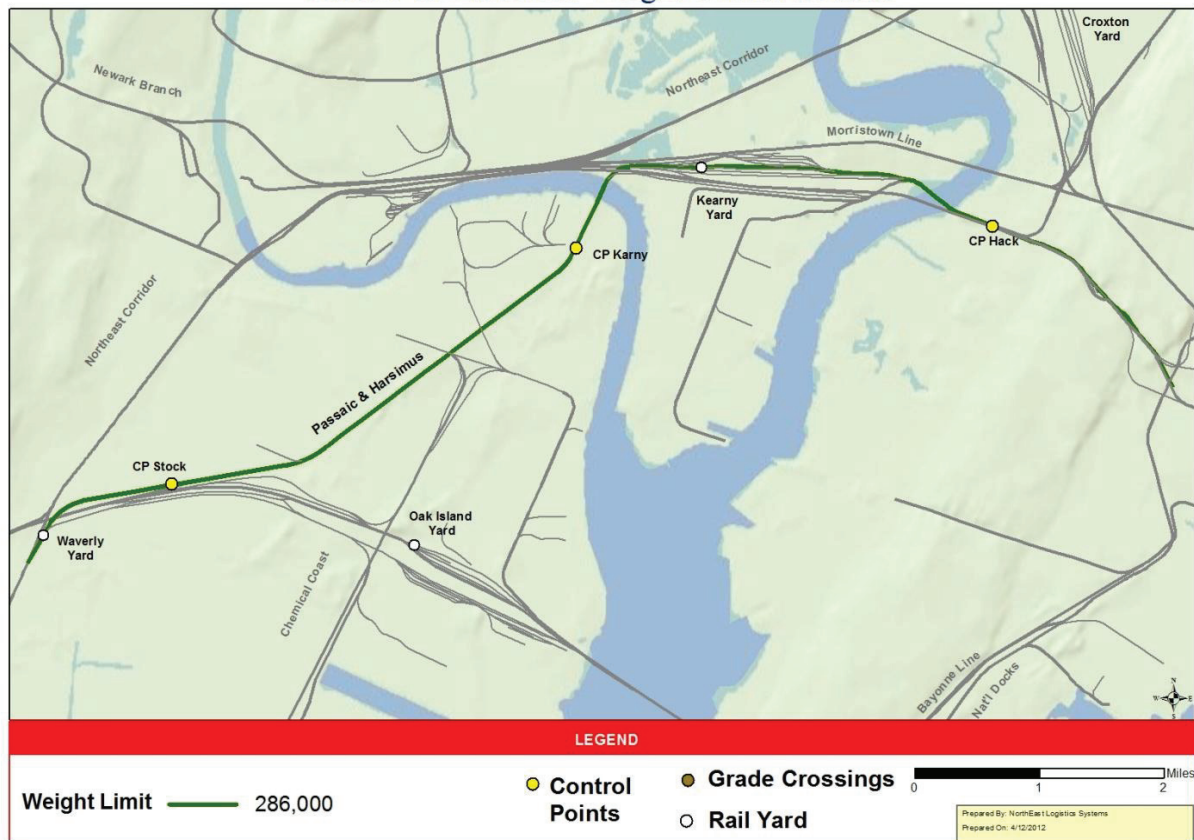 Croxton
Yard
Northeast Corridor
Newark Branch
Morristown Line
Kearny
Yard
CP Karny
CP Hack
Northeast Corridor
Passaic & Harsimus
CP Stock
Oak Island
Yard
Waverly
Yard
Chemical Coast
Bayonne Line
Nat'l Docks
N
W
E
S
LEGEND
Weight Limit
286,000
Control
Points
Grade Crossings
Rail Yard
0
1
2
Miles
Prepared By: NorthEast Logistics Systems
Prepared On: 4/12/2012